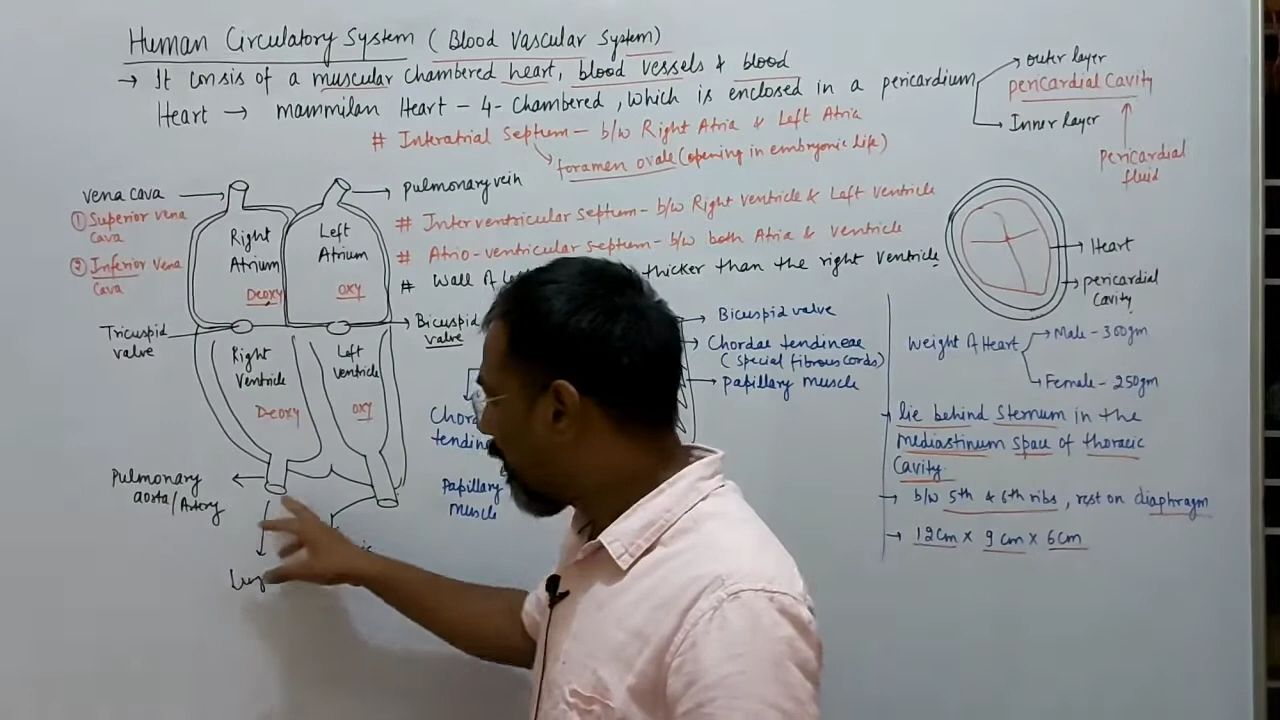 Human Circulatory System ( Blood Vascular System)
→ It consis of a muscular chambered heart, blood vessels & blood
Heart → mammilan Heart - 4 - Chambered , which is enclosed in a pericardium
outer layer
pericardial Cavity
Inner Layer
pericardial
fluid
# Interatrial Septum - b/w Right Atria & Left Atria
foramen ovale (opening in embryonic life)
# Interventricular Septum - b/w Right ventricle & Left ventricle
# Atrio-ventricular septum - b/w both Atria & ventricle
# Wall of thicker than the right ventricle.
vena cava
① Superior vena
cava
② Inferior vena
cava
pulmonary vein
Right
Atrium
Deoxy
Left
Atrium
oxy
Tricuspid
valve
Bicuspid
valve
Right
Ventricle
Deoxy
Left
ventricle
oxy
Pulmonary
aosta/Artery
Chord
tendin
Papillary
muscle
→ Bicuspid valve
→ Chordae tendineae
( special fibrous cords)
→ papillary muscle
Heart
pericardial
cavity
weight of Heart
Male - 300gm
Female - 250gm
lie behind Sternum in the
mediastinum space of thoracic
Cavity.
→ b/w 5th & 6th ribs , rest on diaphragm
→ 12cm x 9cm x 6cm